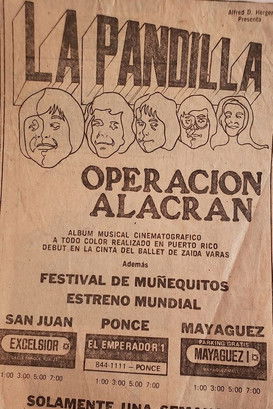 Alfred D. Herger
Presenta
LA PANDILLA
OPERACION
ALACRAN
ALBUM MUSICAL CINEMATOGRAFICO
A TODO COLOR REALIZADO EN PUERTO RICO
DEBUT EN LA CINTA DEL BALLET DE ZAIDA VARAS
Además
FESTIVAL DE MUÑEQUITOS
ESTRENO MUNDIAL
SAN JUAN PONCE MAYAGUEZ
EXCELSIOR EL EMPERADOR 1 PARKING GRATIS
MAYAGUEZ I
844-1111 - PONCE
1:00 3:00 5:00 7:00 1:00 3:00 5:00 7:00 1:00 3:00 5:00 7:00
SOLAMENTE UNA SEMANA